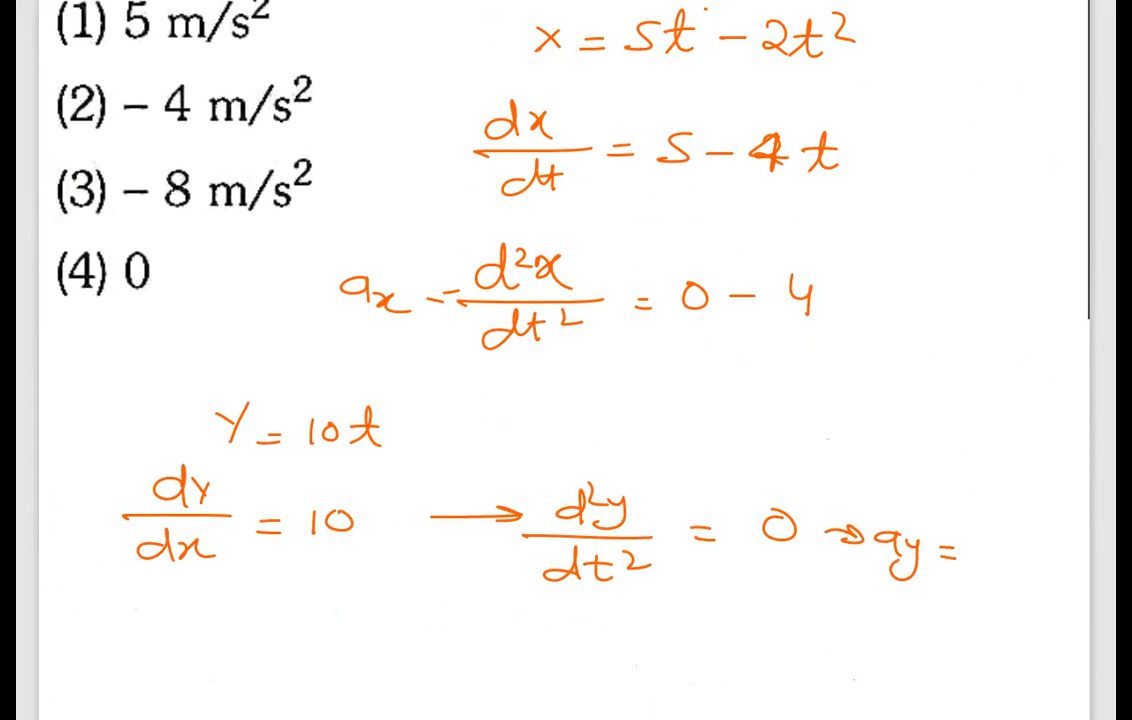 (1) 5 m/s²
x = 5t - 2t²
(2) – 4 m/s²
dx/dt = 5 - 4t
(3) – 8 m/s²
(4) 0
ax = d²x/dt² = 0 - 4
Y = 10t
dy/dx = 10 → d²y/dt² = 0 → ay =